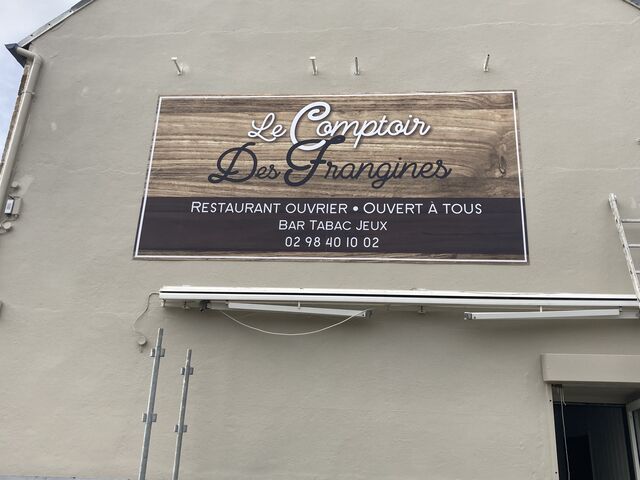 Le Comptoir
Des Frangines
RESTAURANT OUVRIER • OUVERT À TOUS
BAR TABAC JEUX
02 98 40 10 02